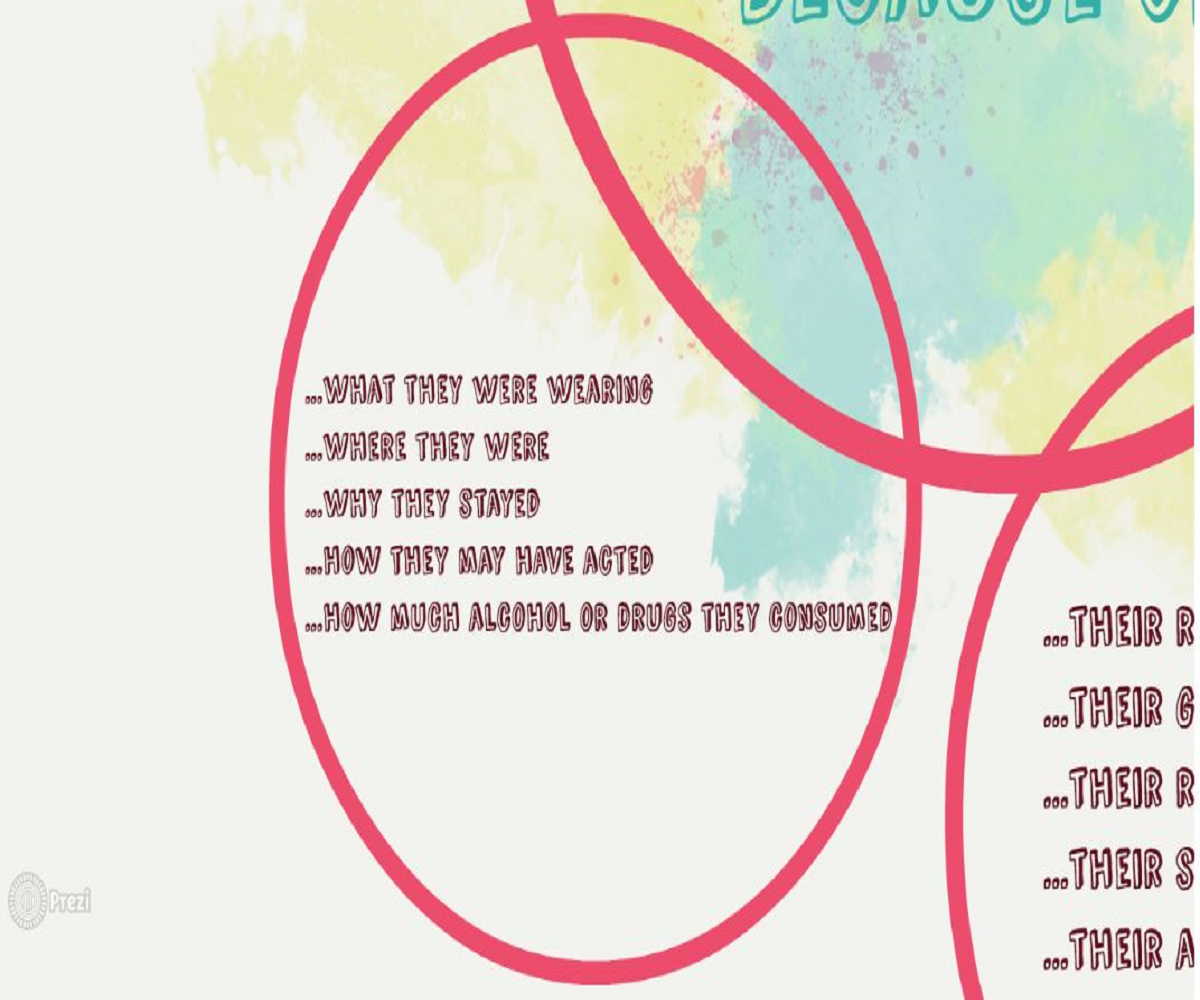 BECAUSE
...WHAT THEY WERE WEARING
...WHERE THEY WERE
...WHY THEY STAYED
...HOW THEY MAY HAVE ACTED
...HOW MUCH ALCOHOL OR DRUGS THEY CONSUMED
...THEIR R
...THEIR G
...THEIR R
...THEIR S
...THEIR A
Prezi